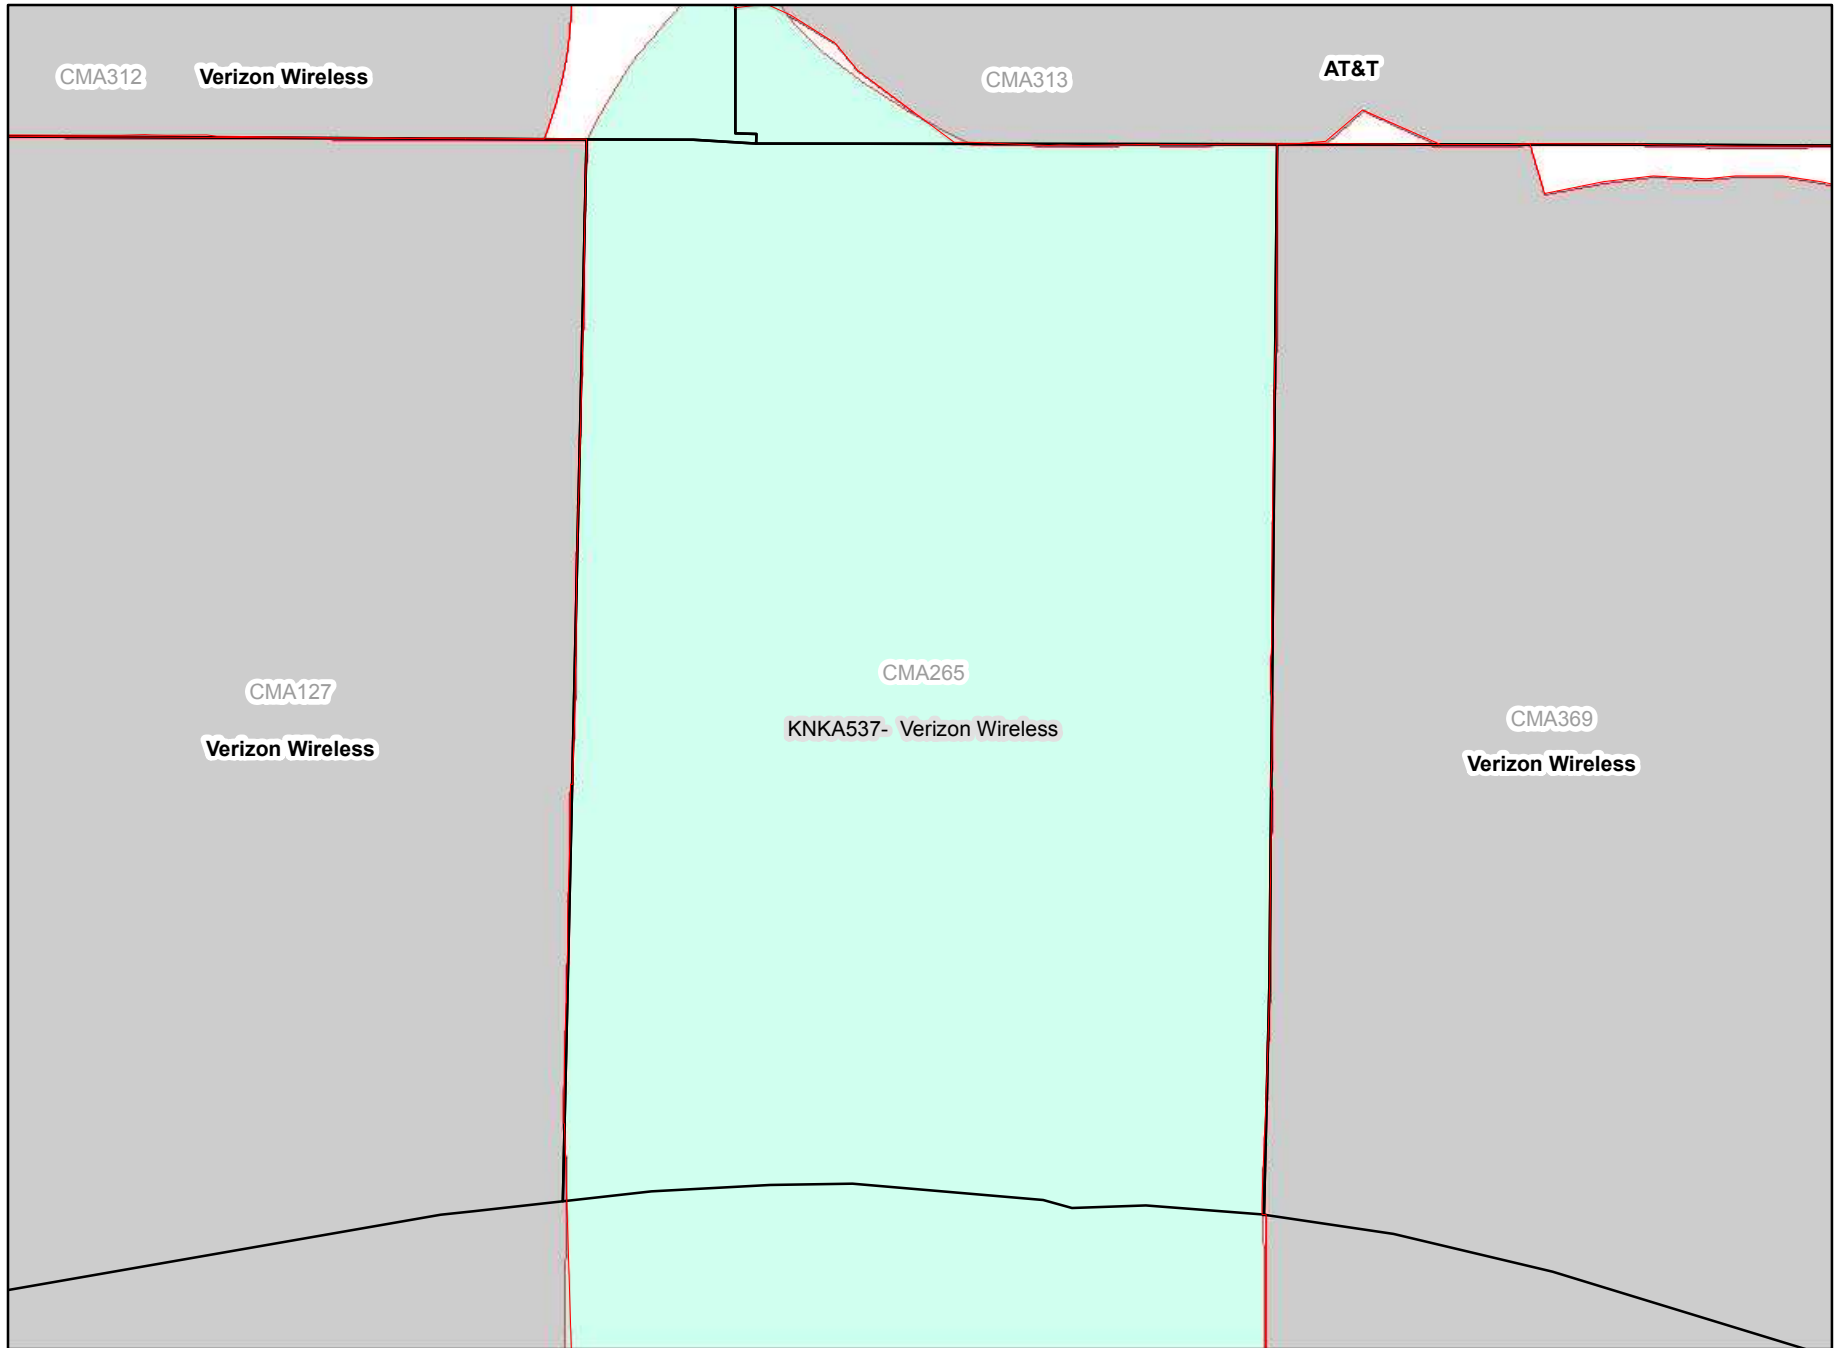 CMA312 Verizon Wireless
CMA313
AT&T
CMA127
Verizon Wireless
CMA265
KNKA537- Verizon Wireless
CMA369
Verizon Wireless